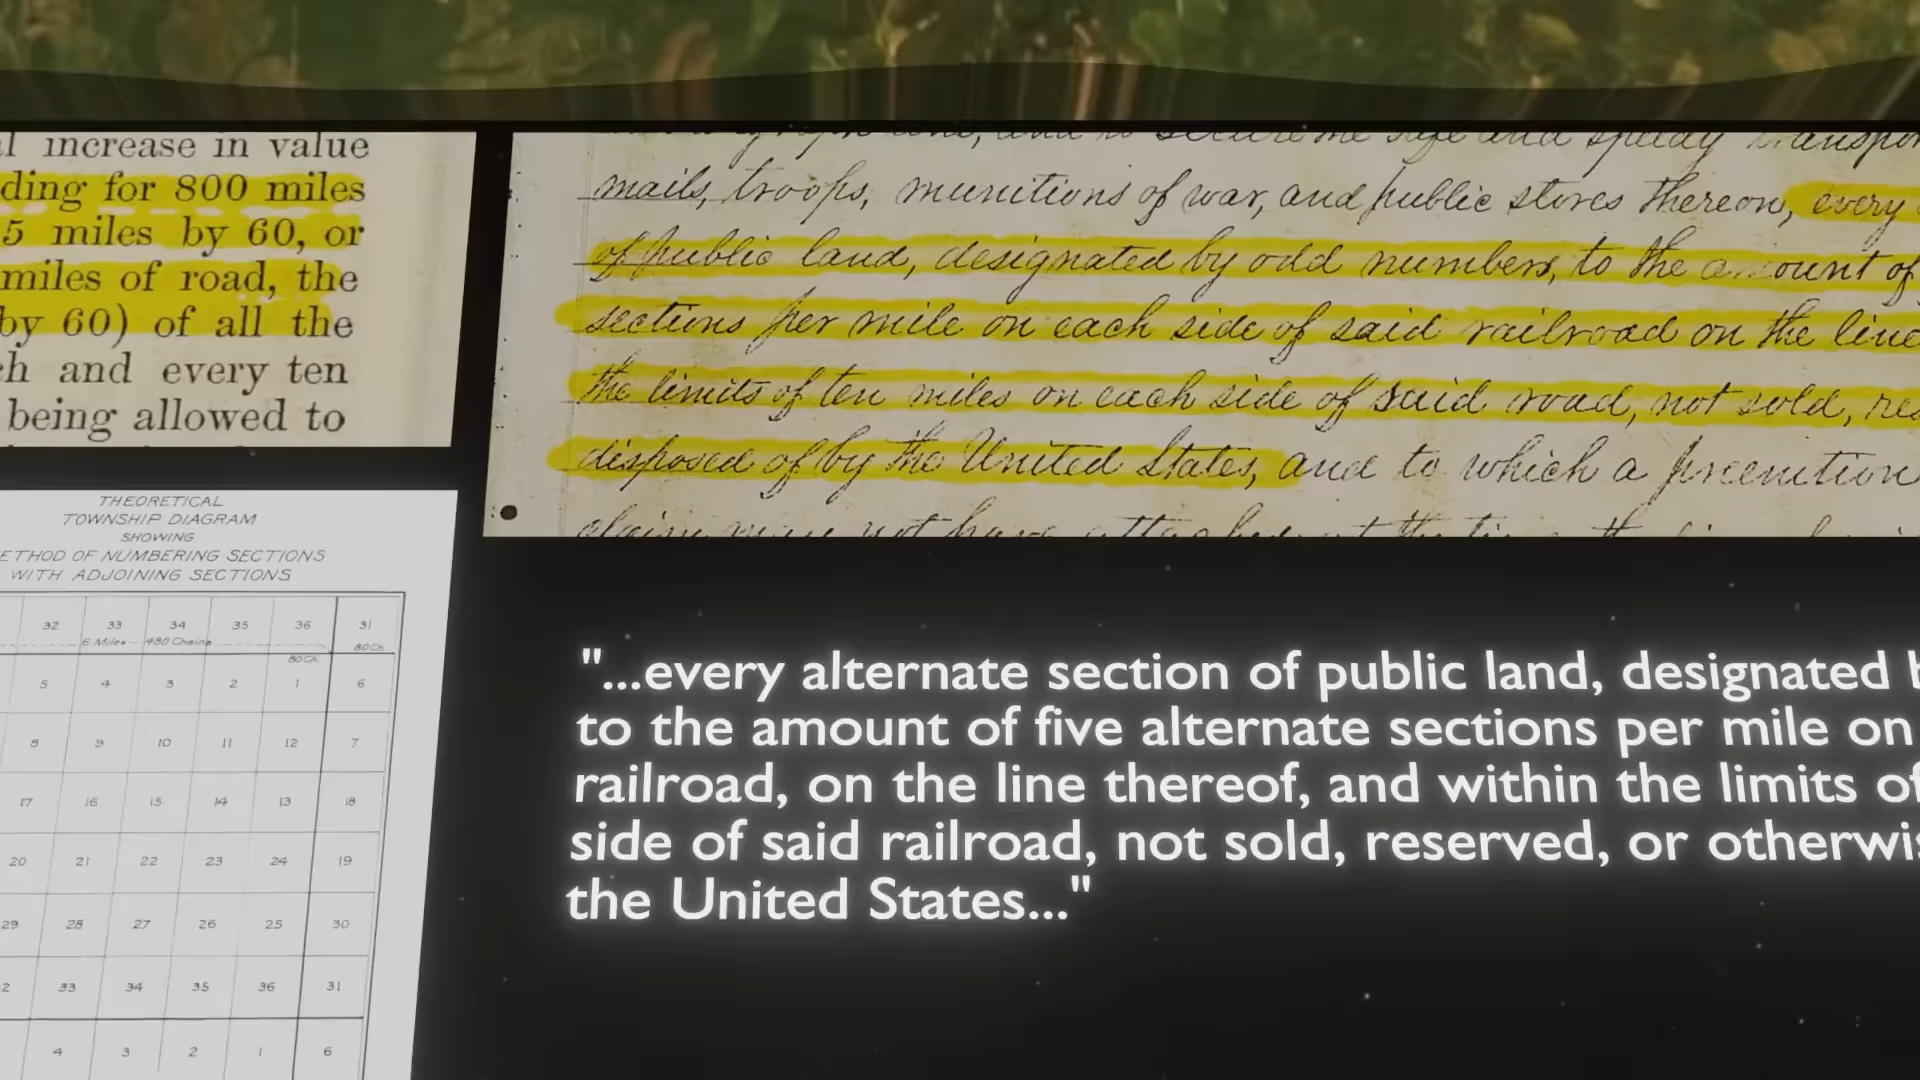 increase in value
ding for 800 miles
5 miles by 60, or
miles of road, the
by 60) of all the
h and every ten
being allowed to
mails, troops, munitions of war, and public stores thereon, every
of public land, designated by odd numbers, to the amount of
sections per mile on each side of said railroad on the line
the limits of ten miles on each side of said road, not sold, res
disposed of by the United States, and to which a preemtion
THEORETICAL
TOWNSHIP DIAGRAM
SHOWING
ETHOD OF NUMBERING SECTIONS
WITH ADJOINING SECTIONS
32 33 34 35 36 31
6 Miles — 480 Chains 80 Ch.
80 Ch.
5 4 3 2 1 6
8 9 10 11 12 7
17 16 15 14 13 18
20 21 22 23 24 19
29 28 27 26 25 30
2 33 34 35 36 31
4 3 2 1 6
"...every alternate section of public land, designated
to the amount of five alternate sections per mile on
railroad, on the line thereof, and within the limits of
side of said railroad, not sold, reserved, or otherwis
the United States..."